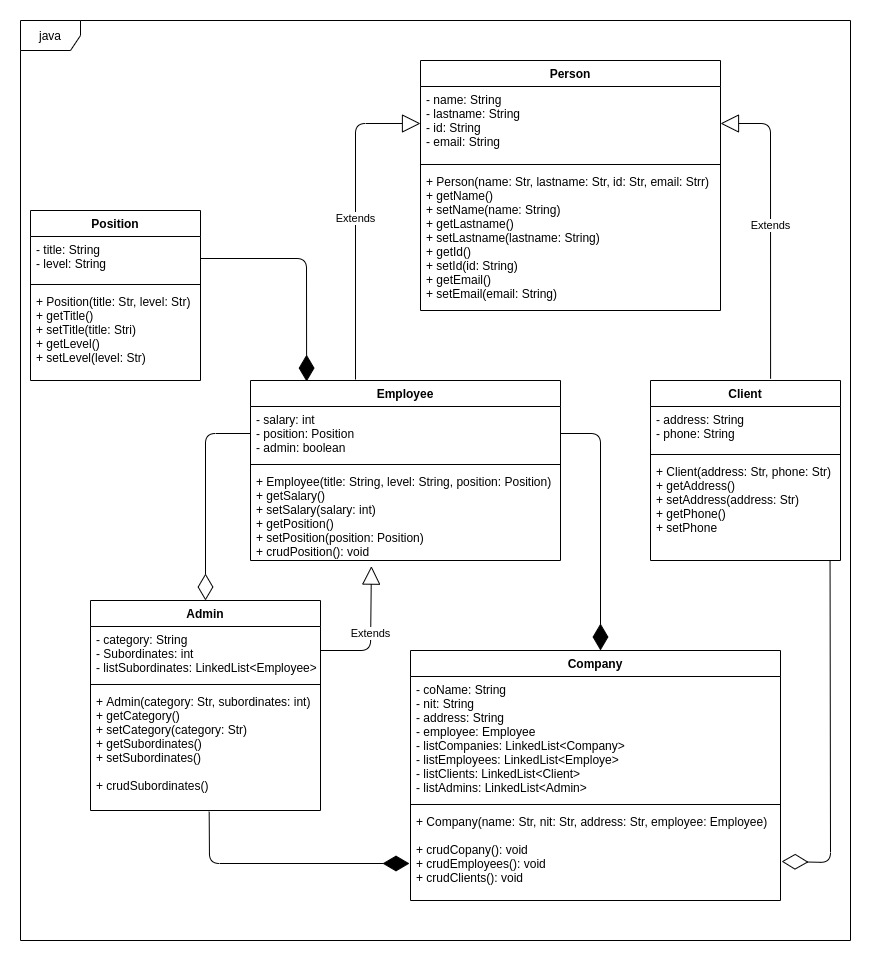 java
Person
- name: String
- lastname: String
- id: String
- email: String
+ Person(name: Str, lastname: Str, id: Str, email: Strr)
+ getName()
+ setName(name: String)
+ getLastname()
+ setLastname(lastname: String)
+ getId()
+ setId(id: String)
+ getEmail()
+ setEmail(email: String)
Extends
Extends
Position
- title: String
- level: String
+ Position(title: Str, level: Str)
+ getTitle()
+ setTitle(title: Stri)
+ getLevel()
+ setLevel(level: Str)
Employee
- salary: int
- position: Position
- admin: boolean
+ Employee(title: String, level: String, position: Position)
+ getSalary()
+ setSalary(salary: int)
+ getPosition()
+ setPosition(position: Position)
+ crudPosition(): void
Client
- address: String
- phone: String
+ Client(address: Str, phone: Str)
+ getAddress()
+ setAddress(address: Str)
+ getPhone()
+ setPhone
Admin
- category: String
- Subordinates: int
- listSubordinates: LinkedList<Employee>
+ Admin(category: Str, subordinates: int)
+ getCategory()
+ setCategory(category: Str)
+ getSubordinates()
+ setSubordinates()
+ crudSubordinates()
Extends
Company
- coName: String
- nit: String
- address: String
- employee: Employee
- listCompanies: LinkedList<Company>
- listEmployees: LinkedList<Employe>
- listClients: LinkedList<Client>
- listAdmins: LinkedList<Admin>
+ Company(name: Str, nit: Str, address: Str, employee: Employee)
+ crudCopany(): void
+ crudEmployees(): void
+ crudClients(): void